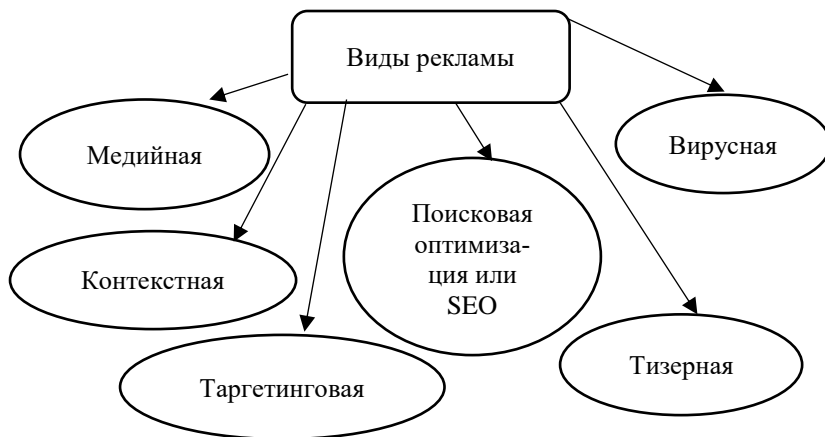 Виды рекламы
Медийная
Вирусная
Поисковая
оптимиза-
ция или
SEO
Контекстная
Таргетинговая
Тизерная